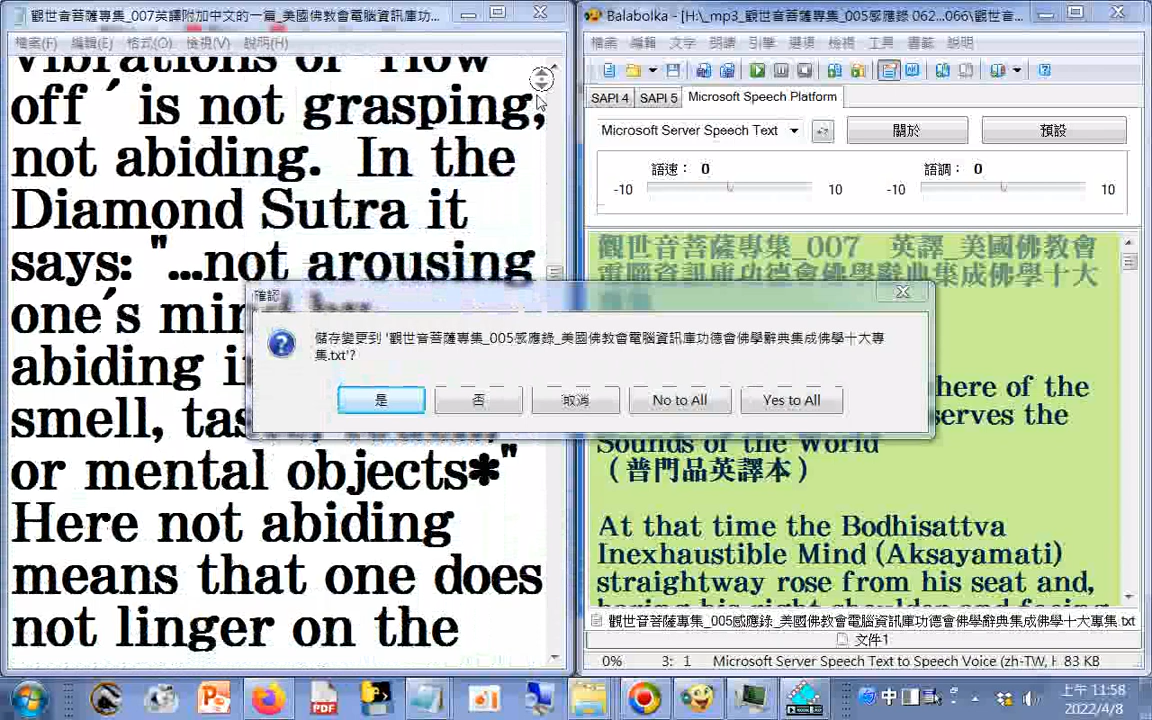 觀世音菩薩專集_007英譯附加中文的一篇_美國佛教會電腦資訊庫功...
檔案(F) 編輯(E) 格式(O) 檢視(V) 說明(H)
vibrations or "flow
off ´ is not grasping,
not abiding. In the
Diamond Sutra it
says: "...not arousing
one´s mind by
abiding i
smell, tas
or mental objects*"
Here not abiding
means that one does
not linger on the
Balabolka - [H:\_mp3_觀世音菩薩專集_005感應錄 062...066\觀世音...
檔案 編輯 文字 朗讀 引擎 選項 檢視 工具 書籤 說明
SAPI 4 SAPI 5 Microsoft Speech Platform
Microsoft Server Speech Text 關於 預設
語速： 0 語調： 0
-10 10 -10 10
觀世音菩薩專集_007 英譯_美國佛教會
電腦資訊庫功德會佛學辭典集成佛學十大
here of the
serves the
Sounds of the World
（普門品英譯本）
At that time the Bodhisattva
Inexhaustible Mind (Aksayamati)
straightway rose from his seat and,
baring his right shoulder and facing
觀世音菩薩專集_005感應錄_美國佛教會電腦資訊庫功德會佛學辭典集成佛學十大專集.txt
文件1
0% 3: 1 Microsoft Server Speech Text to Speech Voice (zh-TW, H 83 KB
確認
儲存變更到 '觀世音菩薩專集_005感應錄_美國佛教會電腦資訊庫功德會佛學辭典集成佛學十大專
集.txt'?
是 否 取消 No to All Yes to All
中
上午 11:58
2022/4/8